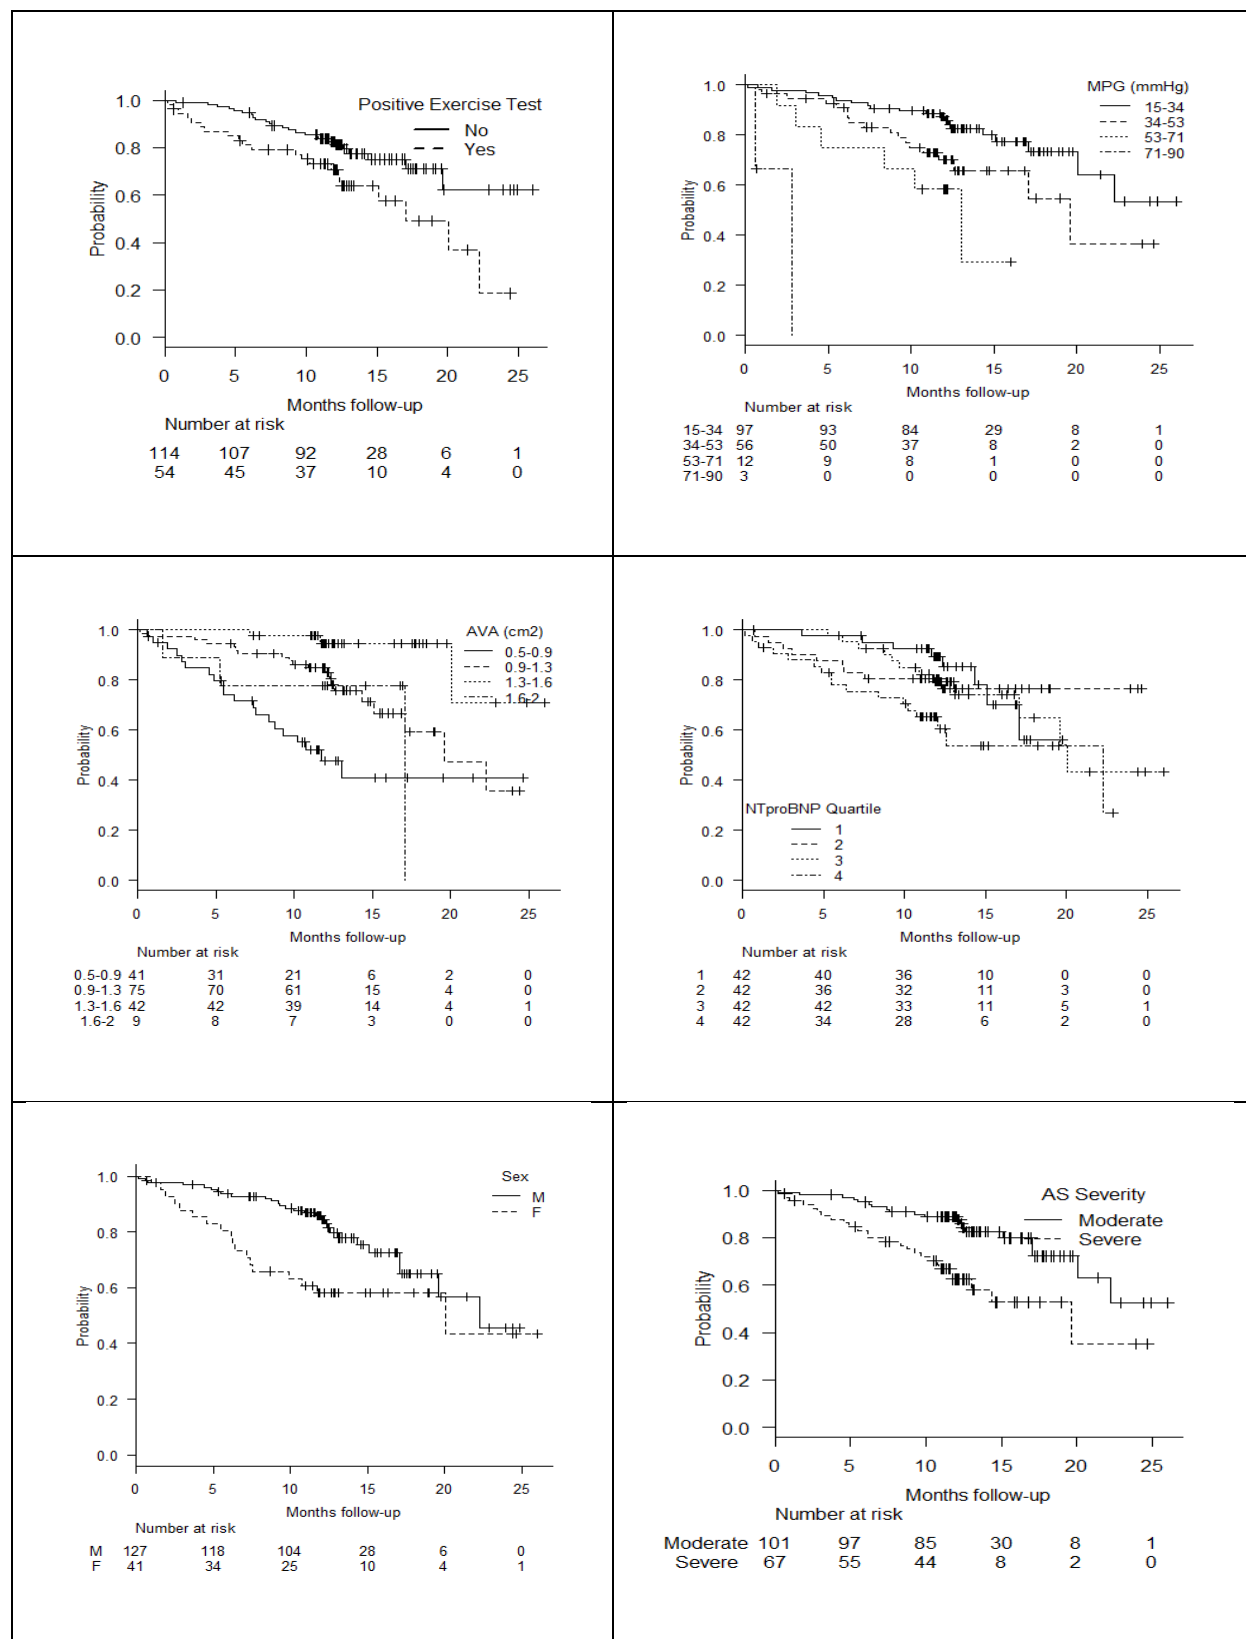 Positive Exercise Test
No
Yes
Probability
1.0
0.8
0.6
0.4
0.2
0.0
0 5 10 15 20 25
Months follow-up
Number at risk
114 107 92 28 6 1
54 45 37 10 4 0
MPG (mmHg)
15-34
34-53
53-71
71-90
Probability
1.0
0.8
0.6
0.4
0.2
0.0
0 5 10 15 20 25
Months follow-up
Number at risk
15-34 97 93 84 29 8 1
34-53 56 50 37 8 2 0
53-71 12 9 8 1 0 0
71-90 3 0 0 0 0 0
AVA (cm2)
0.5-0.9
0.9-1.3
1.3-1.6
1.6-2
Probability
1.0
0.8
0.6
0.4
0.2
0.0
0 5 10 15 20 25
Months follow-up
Number at risk
0.5-0.9 41 31 21 6 2 0
0.9-1.3 75 70 61 15 4 0
1.3-1.6 42 42 39 14 4 1
1.6-2 9 8 7 3 0 0
Probability
1.0
0.8
0.6
0.4
0.2
0.0
NTproBNP Quartile
1
2
3
4
0 5 10 15 20 25
Months follow-up
Number at risk
1 42 40 36 10 0 0
2 42 36 32 11 3 0
3 42 42 33 11 5 1
4 42 34 28 6 2 0
Sex
M
F
Probability
1.0
0.8
0.6
0.4
0.2
0.0
0 5 10 15 20 25
Months follow-up
Number at risk
M 127 118 104 28 6 0
F 41 34 25 10 4 1
AS Severity
Moderate
Severe
Probability
1.0
0.8
0.6
0.4
0.2
0.0
0 5 10 15 20 25
Months follow-up
Number at risk
Moderate 101 97 85 30 8 1
Severe 67 55 44 8 2 0